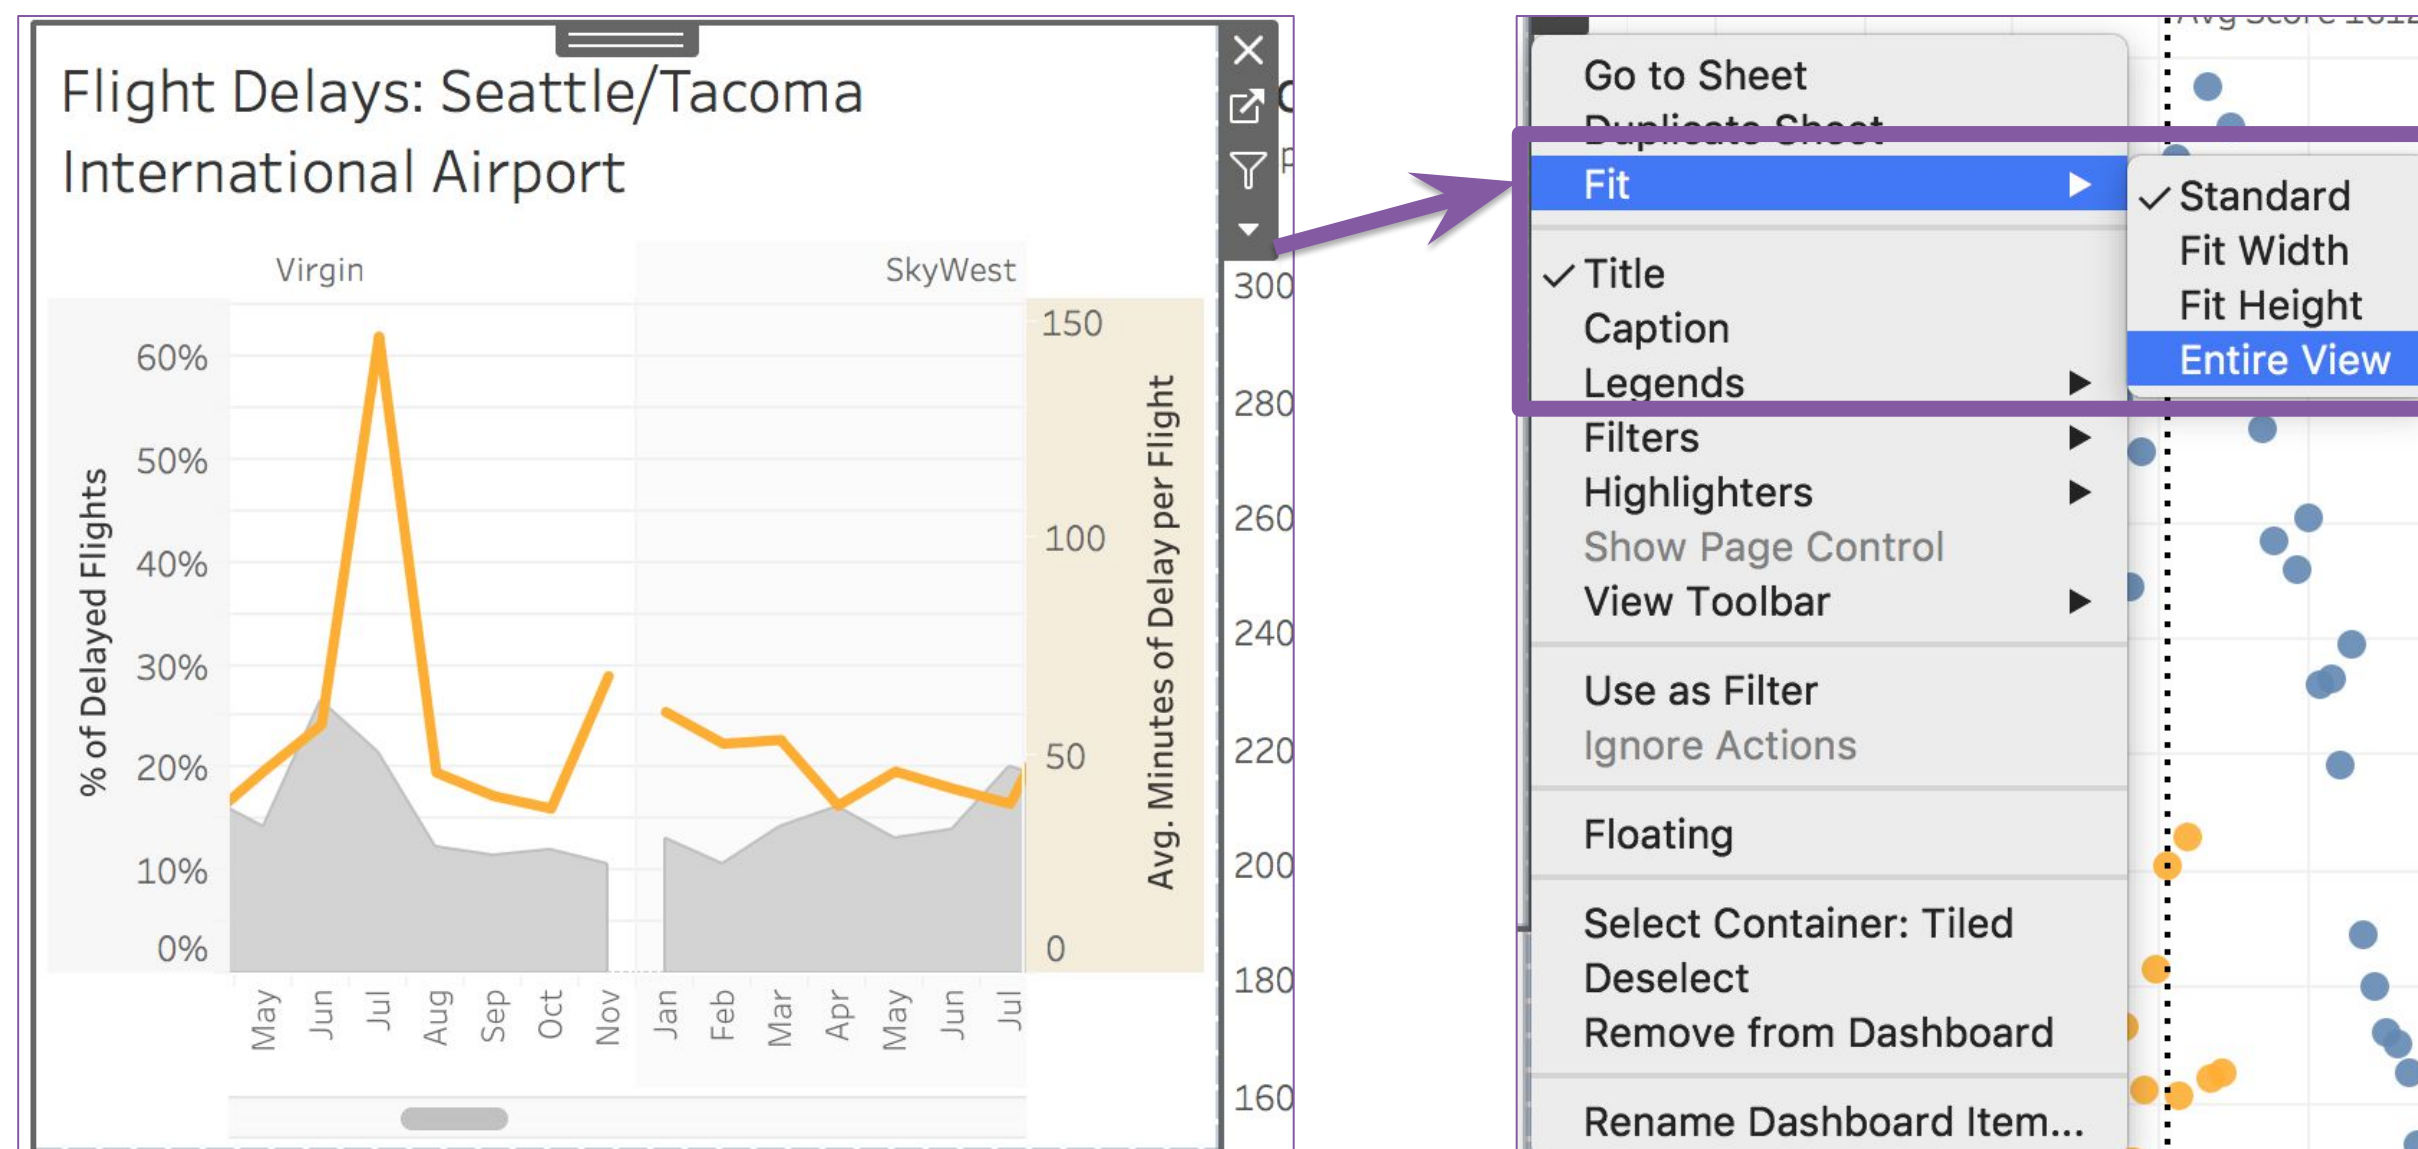 Flight Delays: Seattle/Tacoma
International Airport
Virgin
SkyWest
% of Delayed Flights
60%
50%
40%
30%
20%
10%
0%
150
100
50
0
Avg. Minutes of Delay per Flight
May
Jun
Jul
Aug
Sep
Oct
Nov
Jan
Feb
Mar
Apr
May
Jun
Jul
300
280
260
240
220
200
180
160
Go to Sheet
Duplicate Sheet
Fit
Title
Caption
Legends
Filters
Highlighters
Show Page Control
View Toolbar
Use as Filter
Ignore Actions
Floating
Select Container: Tiled
Deselect
Remove from Dashboard
Rename Dashboard Item...
Standard
Fit Width
Fit Height
Entire View
Avg Score